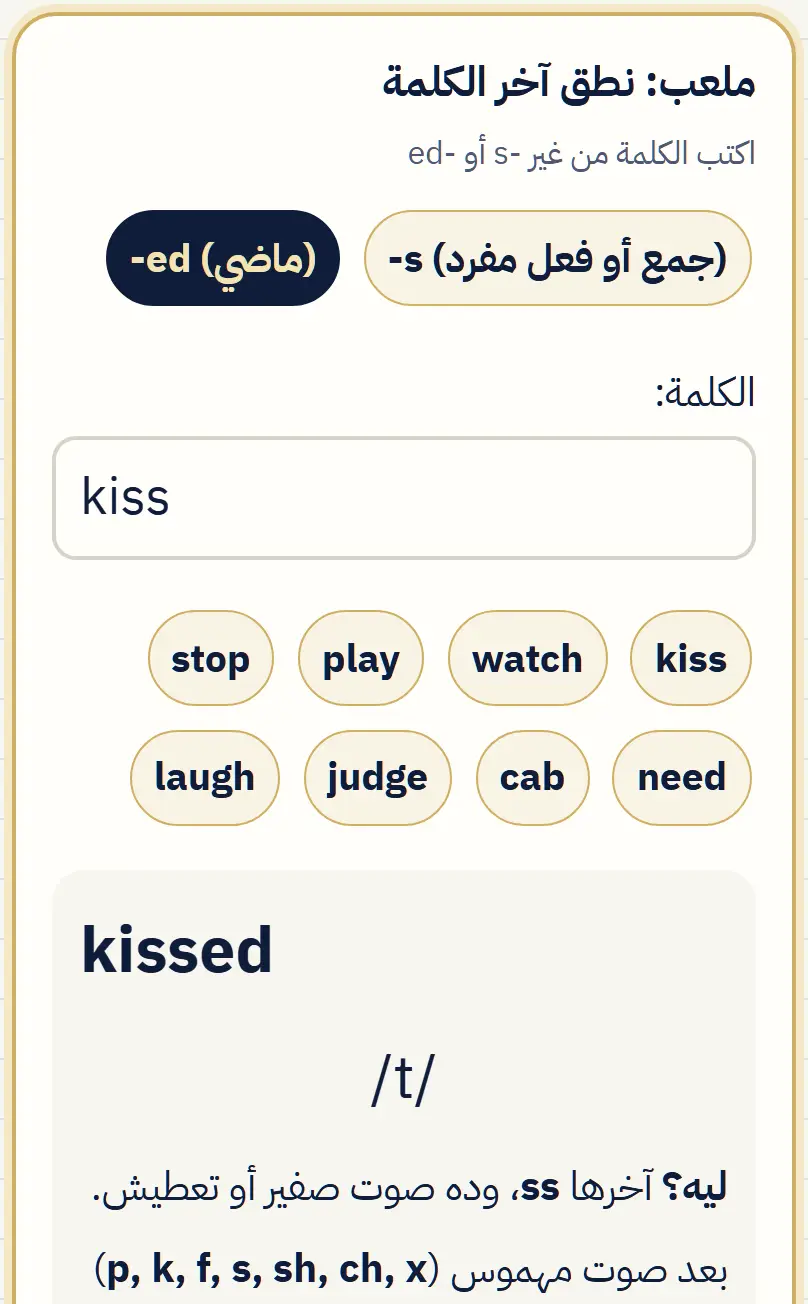 ملعب: نطق آخر الكلمة
اكتب الكلمة من غير -s أو -ed
-s (جمع أو فعل مفرد)
-ed (ماضي)
الكلمة:
kiss
kiss watch play stop
need cab judge laugh
kissed
/t/
ليه؟ آخرها ss، وده صوت صفير أو تعطيش.
بعد صوت مهموس (p, k, f, s, sh, ch, x)